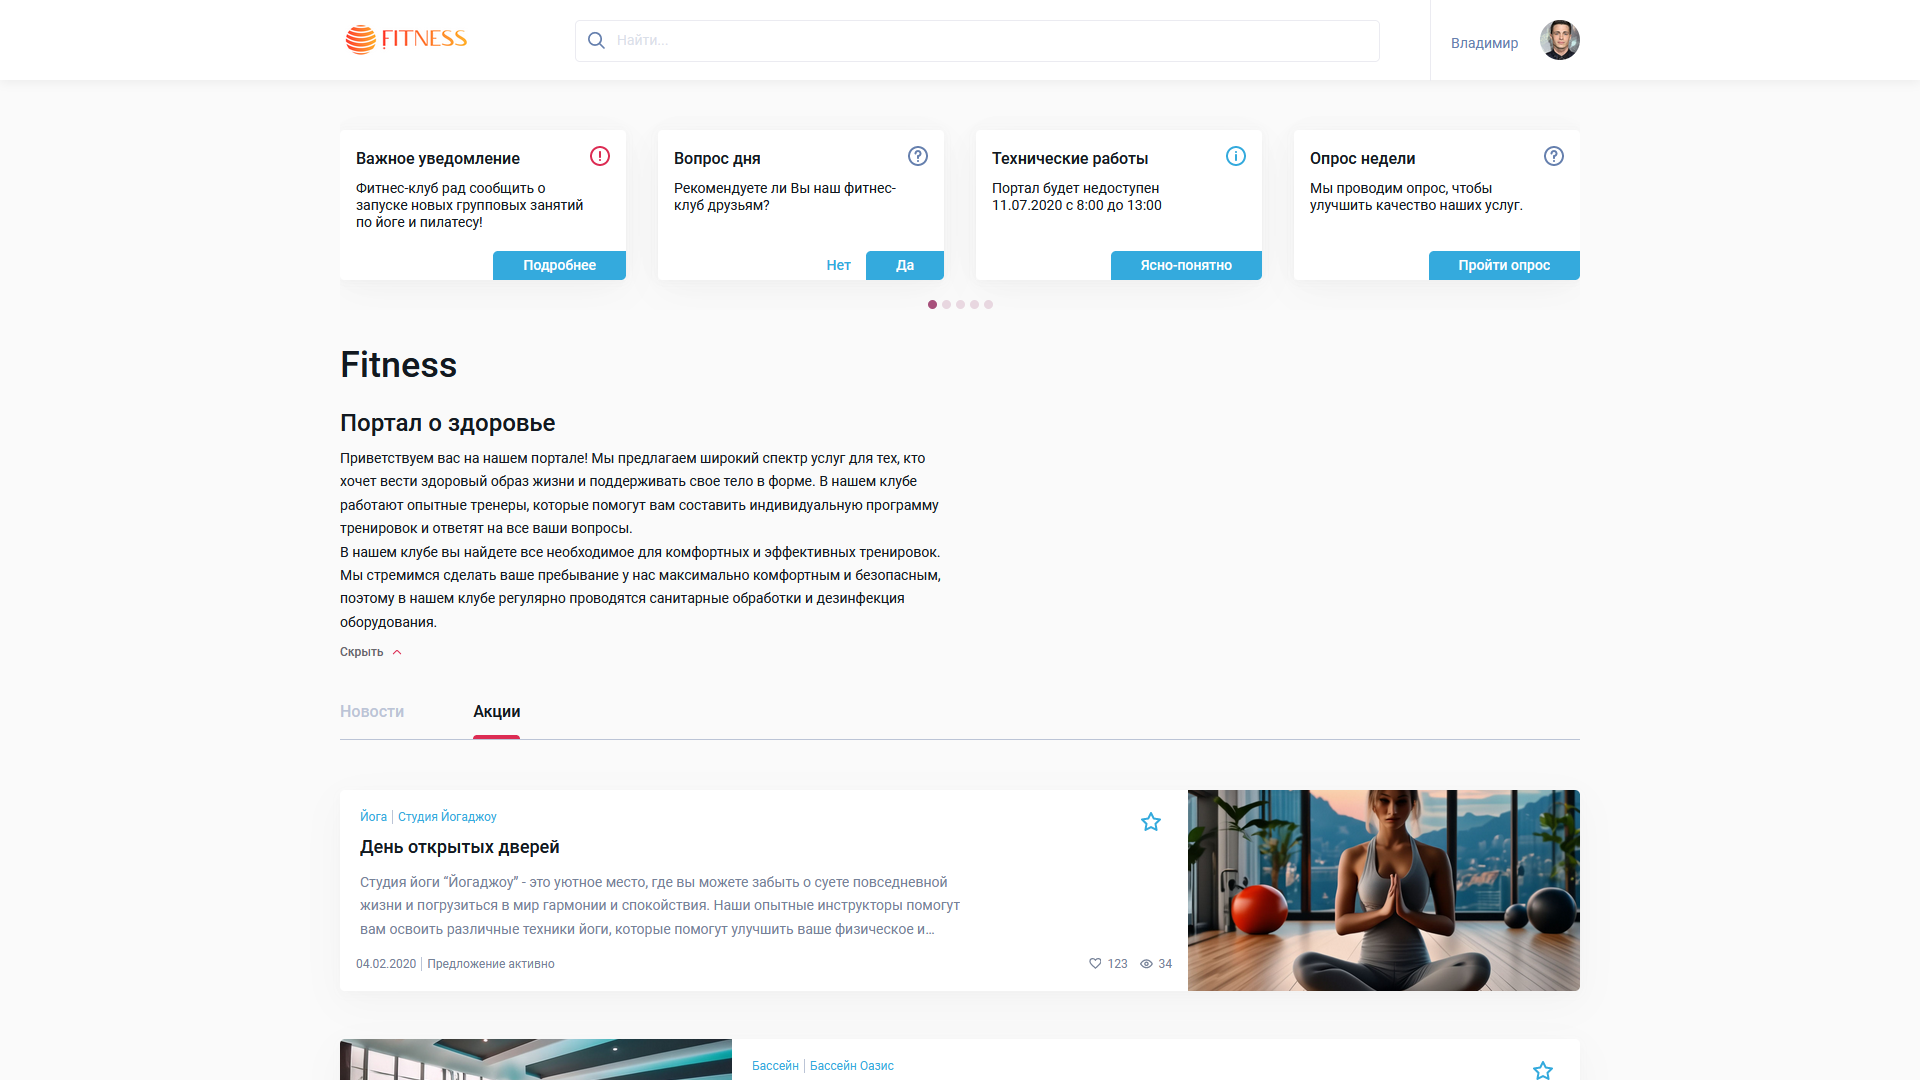 FITNESS
Найти...
Владимир
Важное уведомление
Фитнес-клуб рад сообщить о
запуске новых групповых занятий
по йоге и пилатесу!
Подробнее
Вопрос дня
Рекомендуете ли Вы наш фитнес-
клуб друзьям?
Нет
Да
Технические работы
Портал будет недоступен
11.07.2020 с 8:00 до 13:00
Ясно-понятно
Опрос недели
Мы проводим опрос, чтобы
улучшить качество наших услуг.
Пройти опрос
Fitness
Портал о здоровье
Приветствуем вас на нашем портале! Мы предлагаем широкий спектр услуг для тех, кто
хочет вести здоровый образ жизни и поддерживать свое тело в форме. В нашем клубе
работают опытные тренеры, которые помогут вам составить индивидуальную программу
тренировок и ответят на все ваши вопросы.
В нашем клубе вы найдете все необходимое для комфортных и эффективных тренировок.
Мы стремимся сделать ваше пребывание у нас максимально комфортным и безопасным,
поэтому в нашем клубе регулярно проводятся санитарные обработки и дезинфекция
оборудования.
Скрыть
Новости
Акции
Йога | Студия Йогаджоу
День открытых дверей
Студия йоги “Йогаджоу” - это уютное место, где вы можете забыть о суете повседневной
жизни и погрузиться в мир гармонии и спокойствия. Наши опытные инструкторы помогут
вам освоить различные техники йоги, которые помогут улучшить ваше физическое и...
04.02.2020 | Предложение активно
123
34
Бассейн | Бассейн Оазис